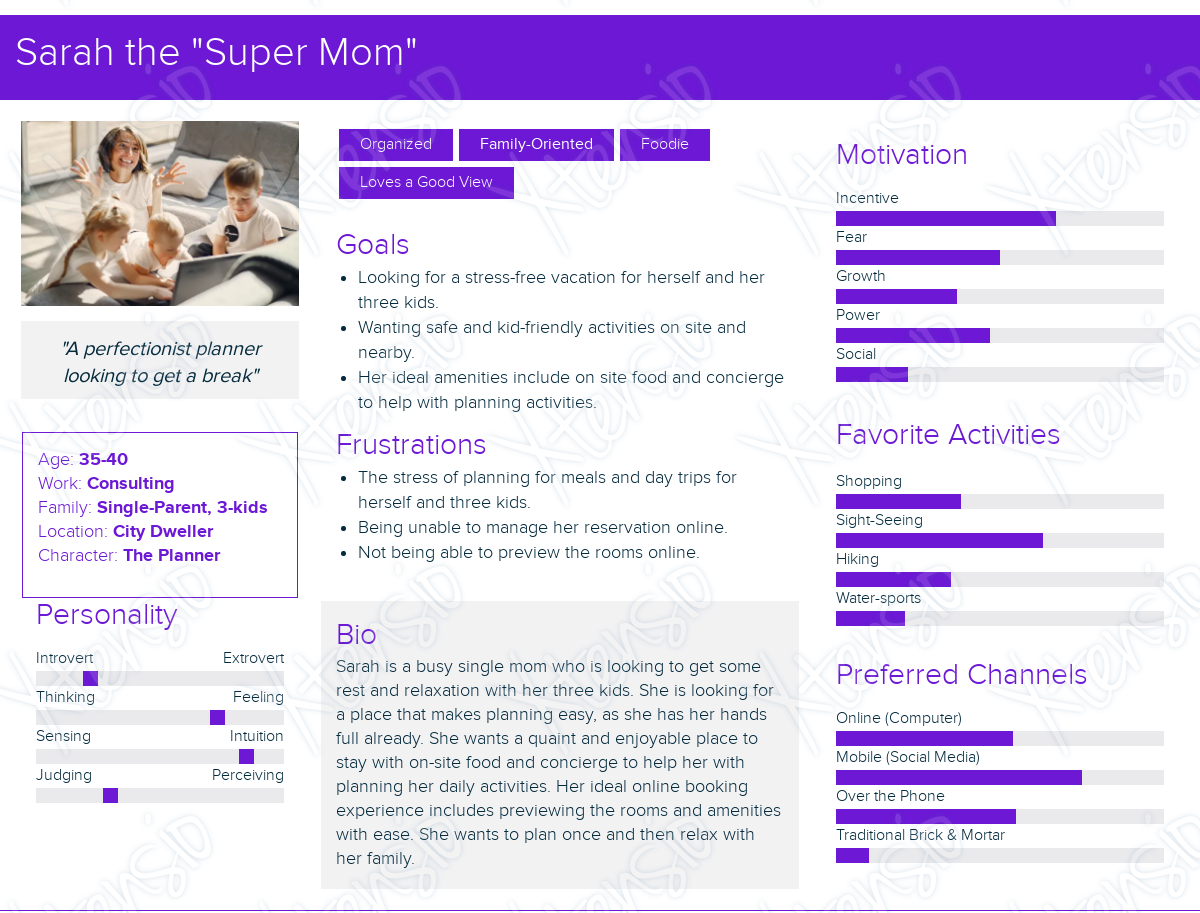 Sarah the "Super Mom"
"A perfectionist planner
looking to get a break"
Age: 35-40
Work: Consulting
Family: Single-Parent, 3-kids
Location: City Dweller
Character: The Planner
Personality
Introvert Extrovert
Thinking Feeling
Sensing Intuition
Judging Perceiving
Organized Family-Oriented Foodie
Loves a Good View
Goals
• Looking for a stress-free vacation for herself and her
three kids.
• Wanting safe and kid-friendly activities on site and
nearby.
• Her ideal amenities include on site food and concierge
to help with planning activities.
Frustrations
• The stress of planning for meals and day trips for
herself and three kids.
• Being unable to manage her reservation online.
• Not being able to preview the rooms online.
Bio
Sarah is a busy single mom who is looking to get some
rest and relaxation with her three kids. She is looking for
a place that makes planning easy, as she has her hands
full already. She wants a quaint and enjoyable place to
stay with on-site food and concierge to help her with
planning her daily activities. Her ideal online booking
experience includes previewing the rooms and amenities
with ease. She wants to plan once and then relax with
her family.
Motivation
Incentive
Fear
Growth
Power
Social
Favorite Activities
Shopping
Sight-Seeing
Hiking
Water-sports
Preferred Channels
Online (Computer)
Mobile (Social Media)
Over the Phone
Traditional Brick & Mortar